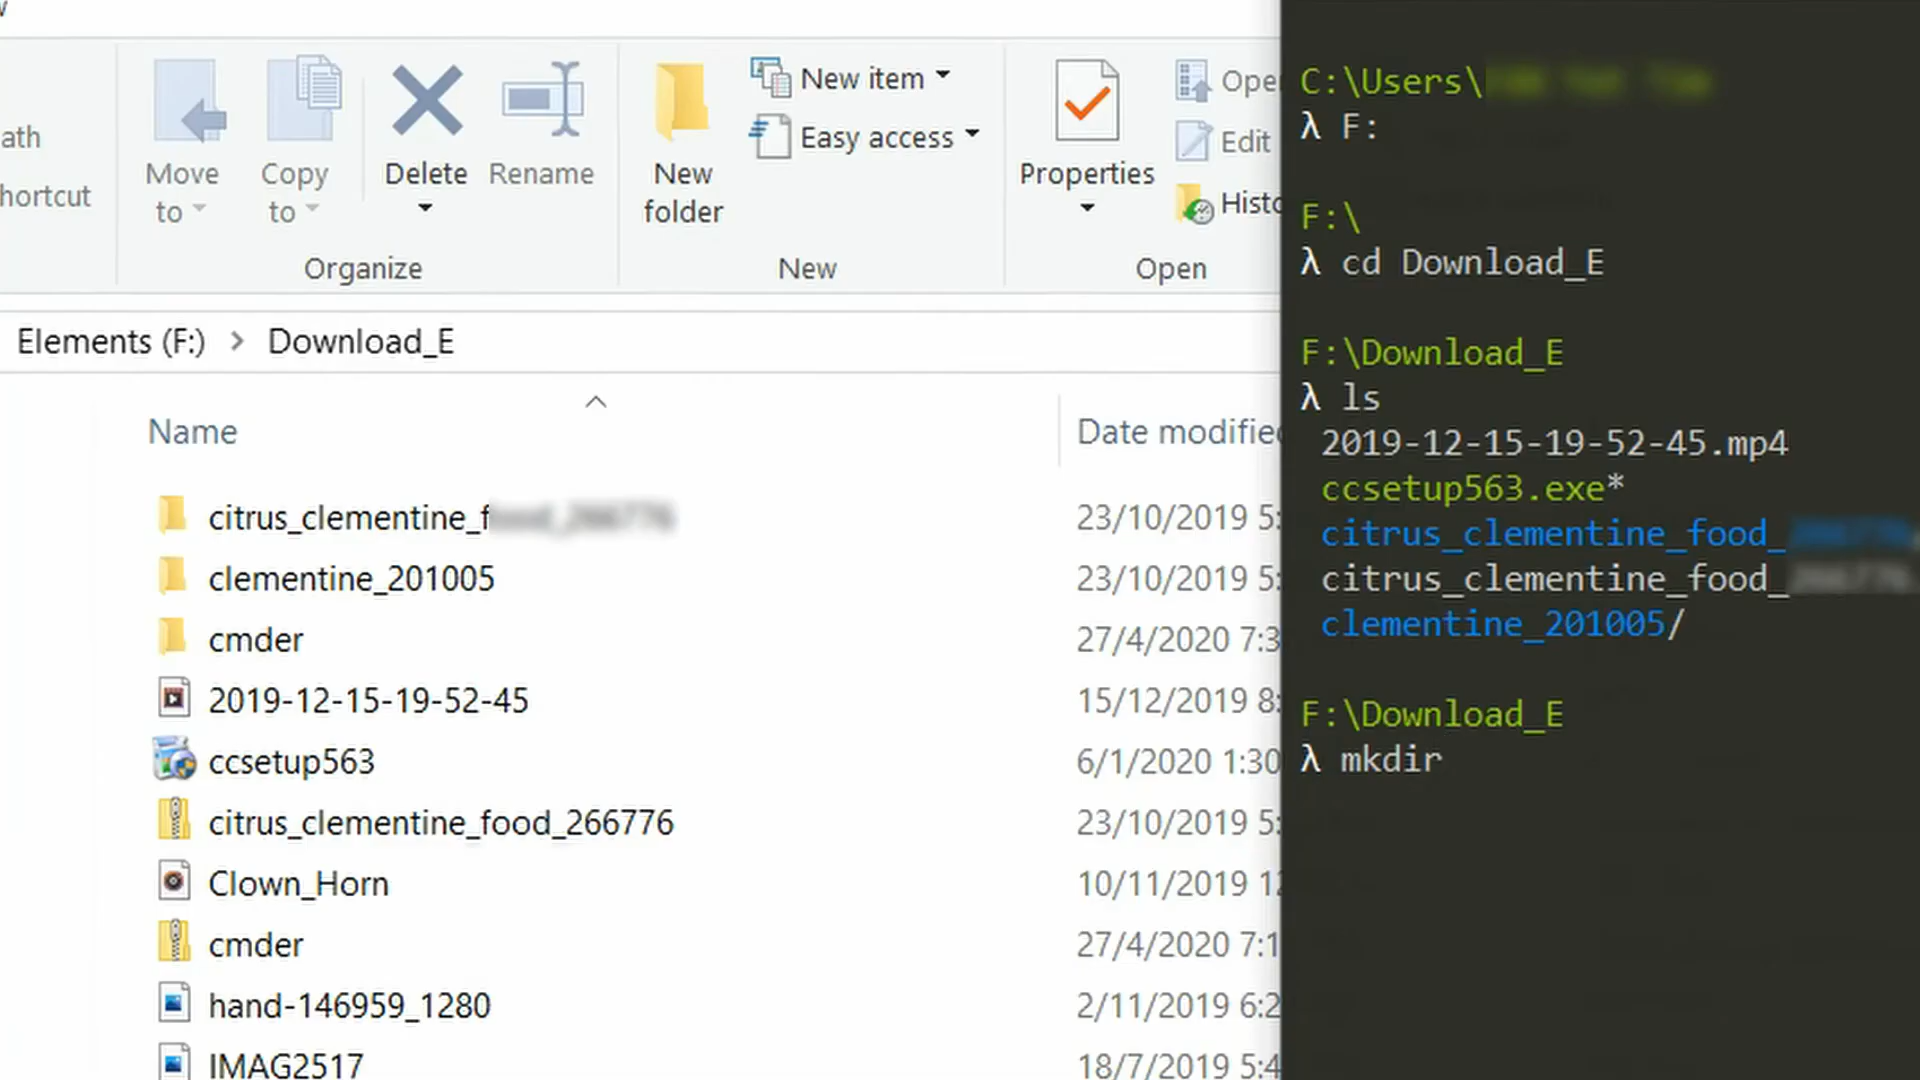 ath
hortcut
Move to
Copy to
Delete
Rename
Organize
New folder
New item
Easy access
New
Properties
Edit
Open
Elements (F:) > Download_E
Name
Date modified
citrus_clementine_f 23/10/2019 5:
clementine_201005 23/10/2019 5:
cmder 27/4/2020 7:3
2019-12-15-19-52-45 15/12/2019 8:
ccsetup563 6/1/2020 1:30
citrus_clementine_food_266776 23/10/2019 5:
Clown_Horn 10/11/2019 12
cmder 27/4/2020 7:1
hand-146959_1280 2/11/2019 6:2
IMAG2517 18/7/2019 5:4
C:\Users\
λ F:
F:\
λ cd Download_E
F:\Download_E
λ ls
2019-12-15-19-52-45.mp4
ccsetup563.exe*
citrus_clementine_food_
citrus_clementine_food_
clementine_201005/
F:\Download_E
λ mkdir